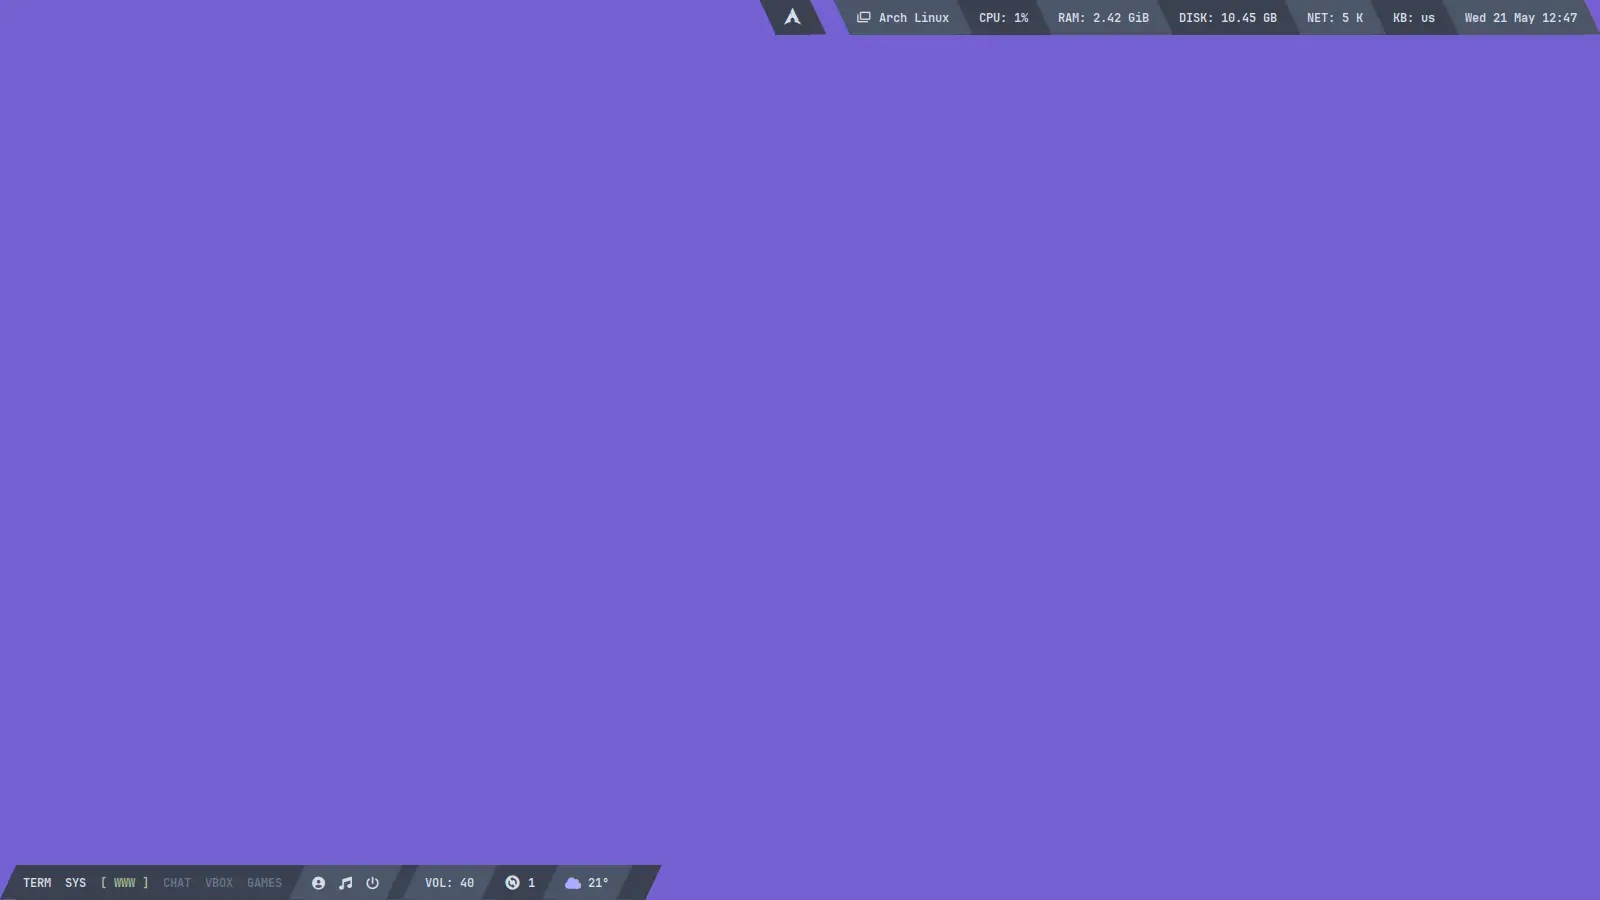 Arch Linux CPU: 1% RAM: 2.42 GiB DISK: 10.45 GB NET: 5 K KB: us Wed 21 May 12:47
TERM SYS [ WWW ] CHAT VBOX GAMES VOL: 40 1 21°